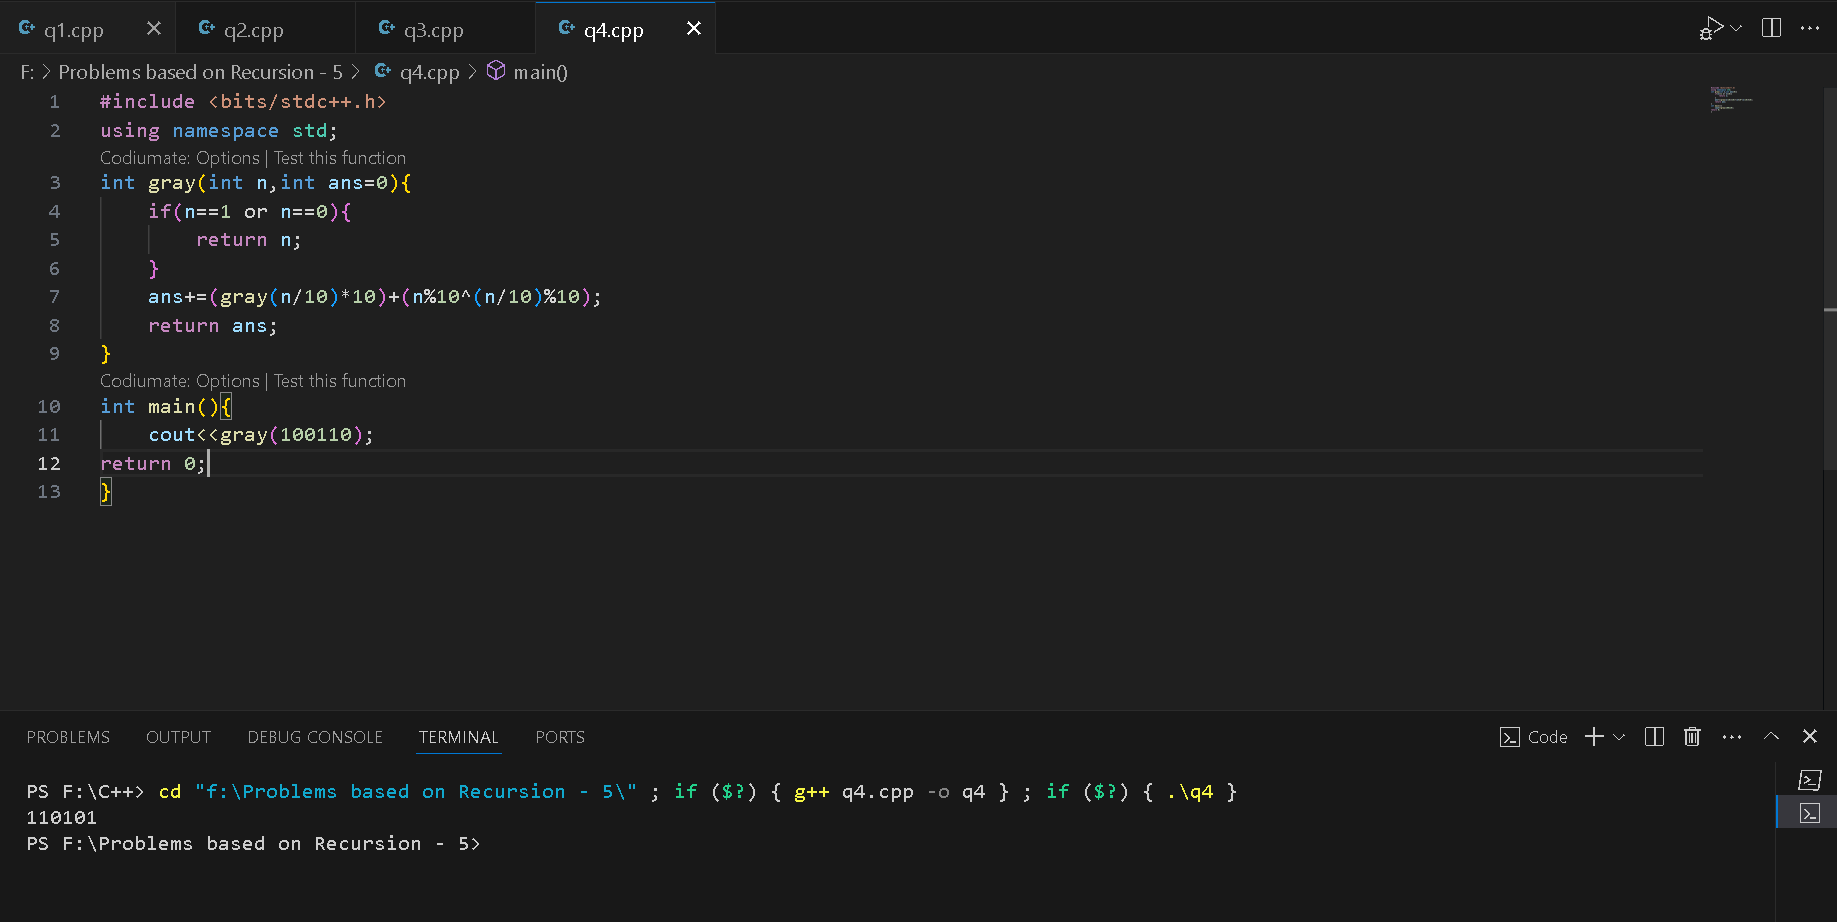 q1.cpp q2.cpp q3.cpp q4.cpp
F: > Problems based on Recursion - 5 > q4.cpp > main()
1 #include <bits/stdc++.h>
2 using namespace std;
Codiumate: Options | Test this function
3 int gray(int n,int ans=0){
4 if(n==1 or n==0){
5 return n;
6 }
7 ans+=(gray(n/10)*10)+(n%10^(n/10)%10);
8 return ans;
9 }
Codiumate: Options | Test this function
10 int main(){
11 cout<<gray(100110);
12 return 0;
13 }
PROBLEMS OUTPUT DEBUG CONSOLE TERMINAL PORTS Code
PS F:\C++> cd "f:\Problems based on Recursion - 5\" ; if ($?) { g++ q4.cpp -o q4 } ; if ($?) { .\q4 }
110101
PS F:\Problems based on Recursion - 5>